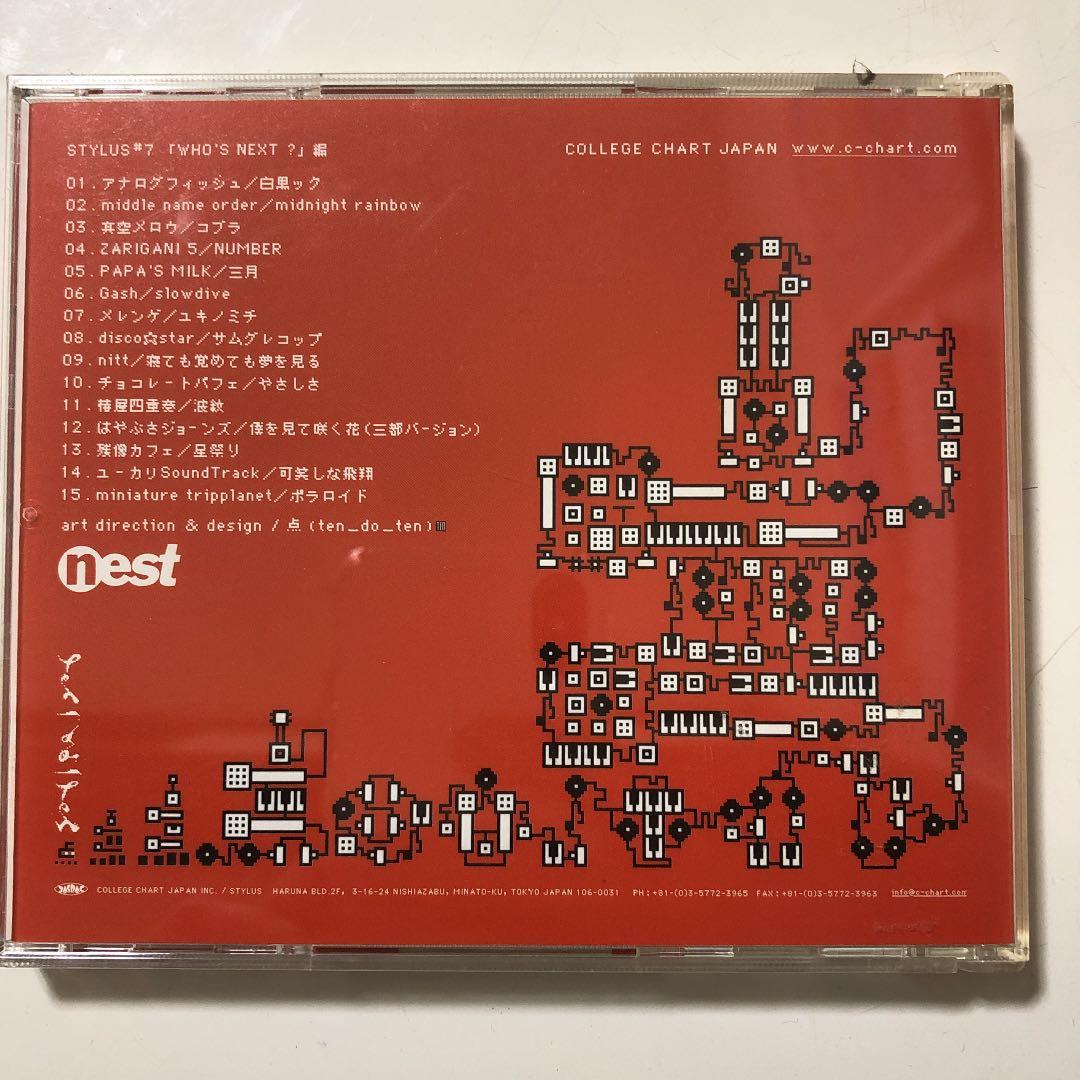 STYLUS#7 「WHO'S NEXT ?」編
COLLEGE CHART JAPAN www.c-chart.com
01.アナログフィッシュ/白黒ック
02.middle name order/midnight rainbow
03.真空メロウ/コブラ
04.ZARIGANI 5/NUMBER
05.PAPA'S MILK/三月
06.Gash/slowdive
07.メレンゲ/ユキノミチ
08.disco☆star/サムグレコップ
09.nitt/寝ても覚めても夢を見る
10.チョコレートパフェ/やさしさ
11.椿屋四重奏/波紋
12.はやぶさジョーンズ/僕を見て咲く花(三部バージョン)
13.残像カフェ/星祭り
14.ユーカリSoundTrack/可笑しな飛翔
15.miniature tripplanet/ポラロイド
art direction & design / 点 (ten_do_ten)
nest
JASRAC COLLEGE CHART JAPAN INC. / STYLUS HARUNA BLD.2F, 3-16-24 NISHIAZABU, MINATO-KU, TOKYO JAPAN 106-0031 PH:+81-(0)3-5772-3965 FAX:+81-(0)3-5772-3963 info@c-chart.com